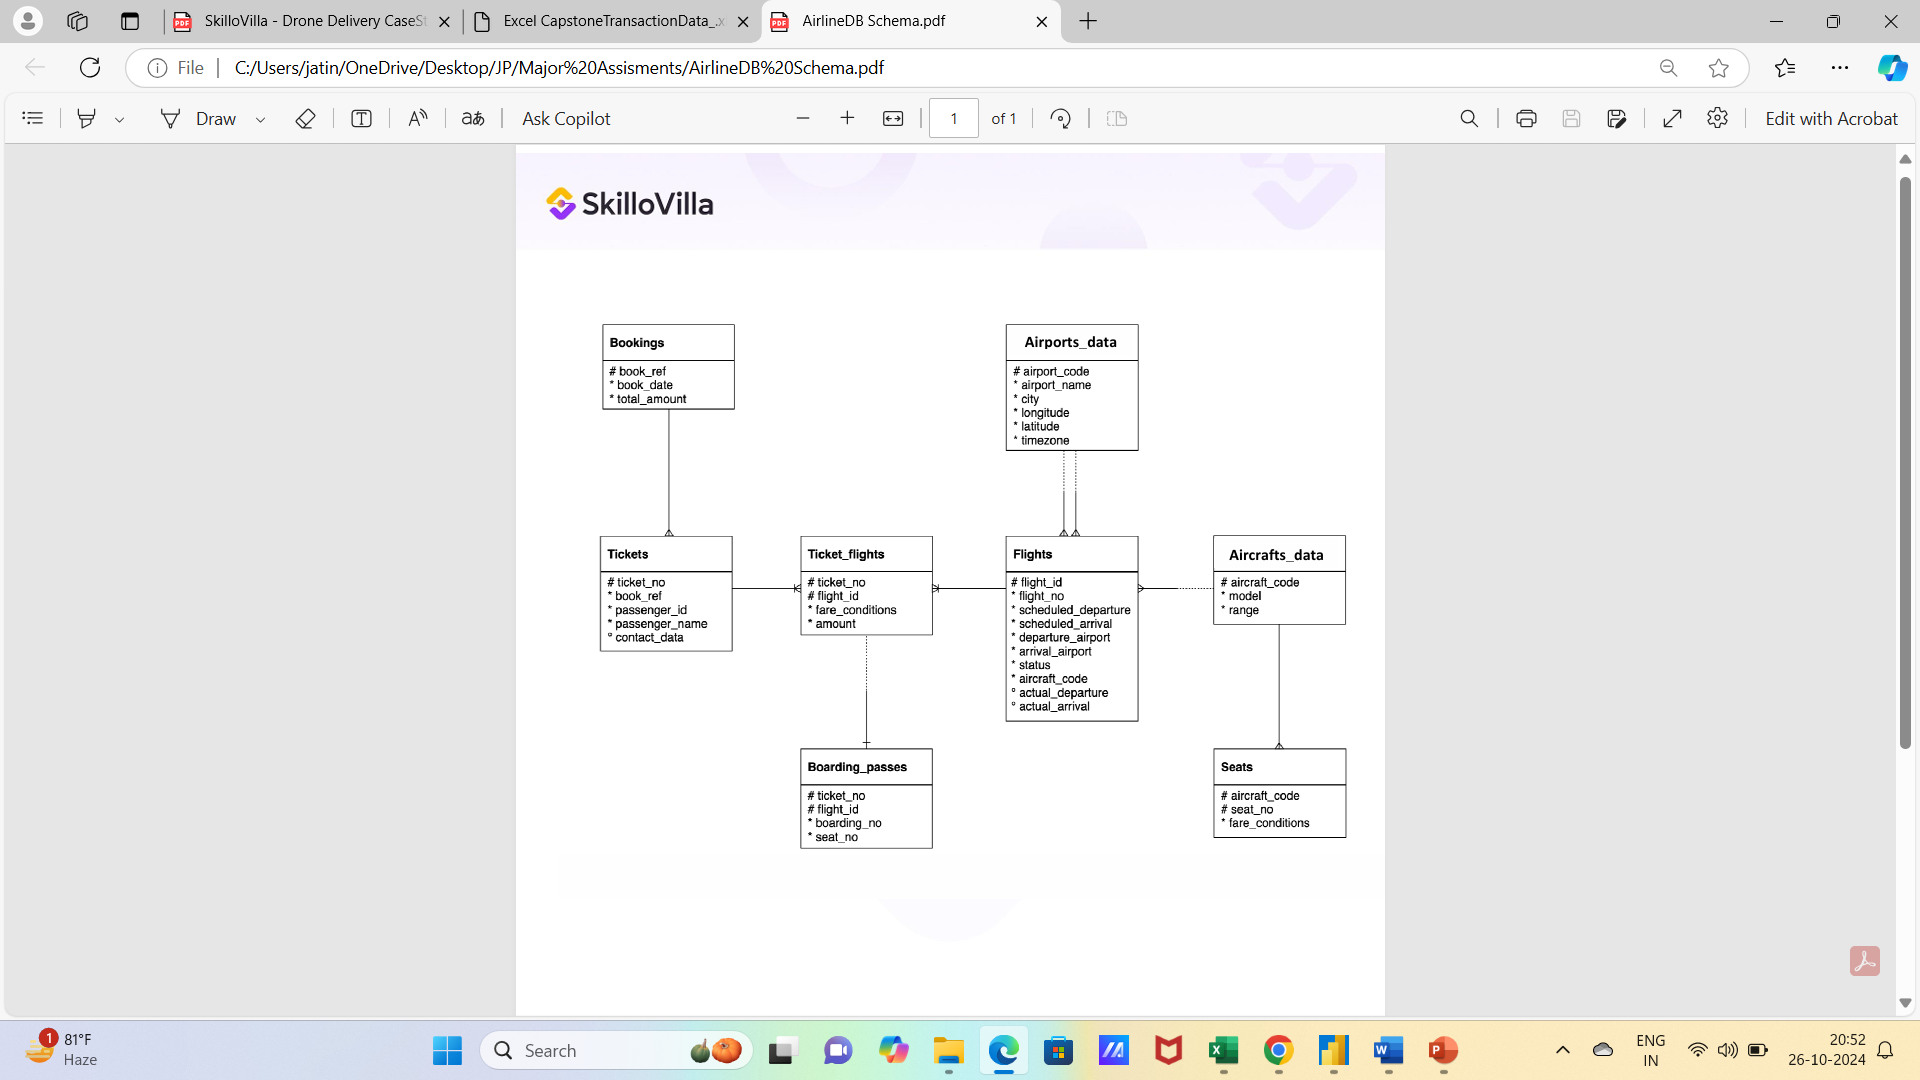 SkilloVilla - Drone Delivery CaseSt
Excel CapstoneTransactionData_.x
AirlineDB Schema.pdf
File
C:/Users/jatin/OneDrive/Desktop/JP/Major%20Assisments/AirlineDB%20Schema.pdf
Draw
Ask Copilot
1
of 1
Edit with Acrobat
SkilloVilla
Bookings
# book_ref
* book_date
* total_amount
Airports_data
# airport_code
* airport_name
* city
* longitude
* latitude
* timezone
Tickets
# ticket_no
* book_ref
* passenger_id
* passenger_name
° contact_data
Ticket_flights
# ticket_no
# flight_id
* fare_conditions
* amount
Flights
# flight_id
* flight_no
* scheduled_departure
* scheduled_arrival
* departure_airport
* arrival_airport
* status
* aircraft_code
° actual_departure
° actual_arrival
Aircrafts_data
# aircraft_code
* model
* range
Boarding_passes
# ticket_no
# flight_id
* boarding_no
* seat_no
Seats
# aircraft_code
# seat_no
* fare_conditions
1
81°F
Haze
Search
ENG
IN
20:52
26-10-2024